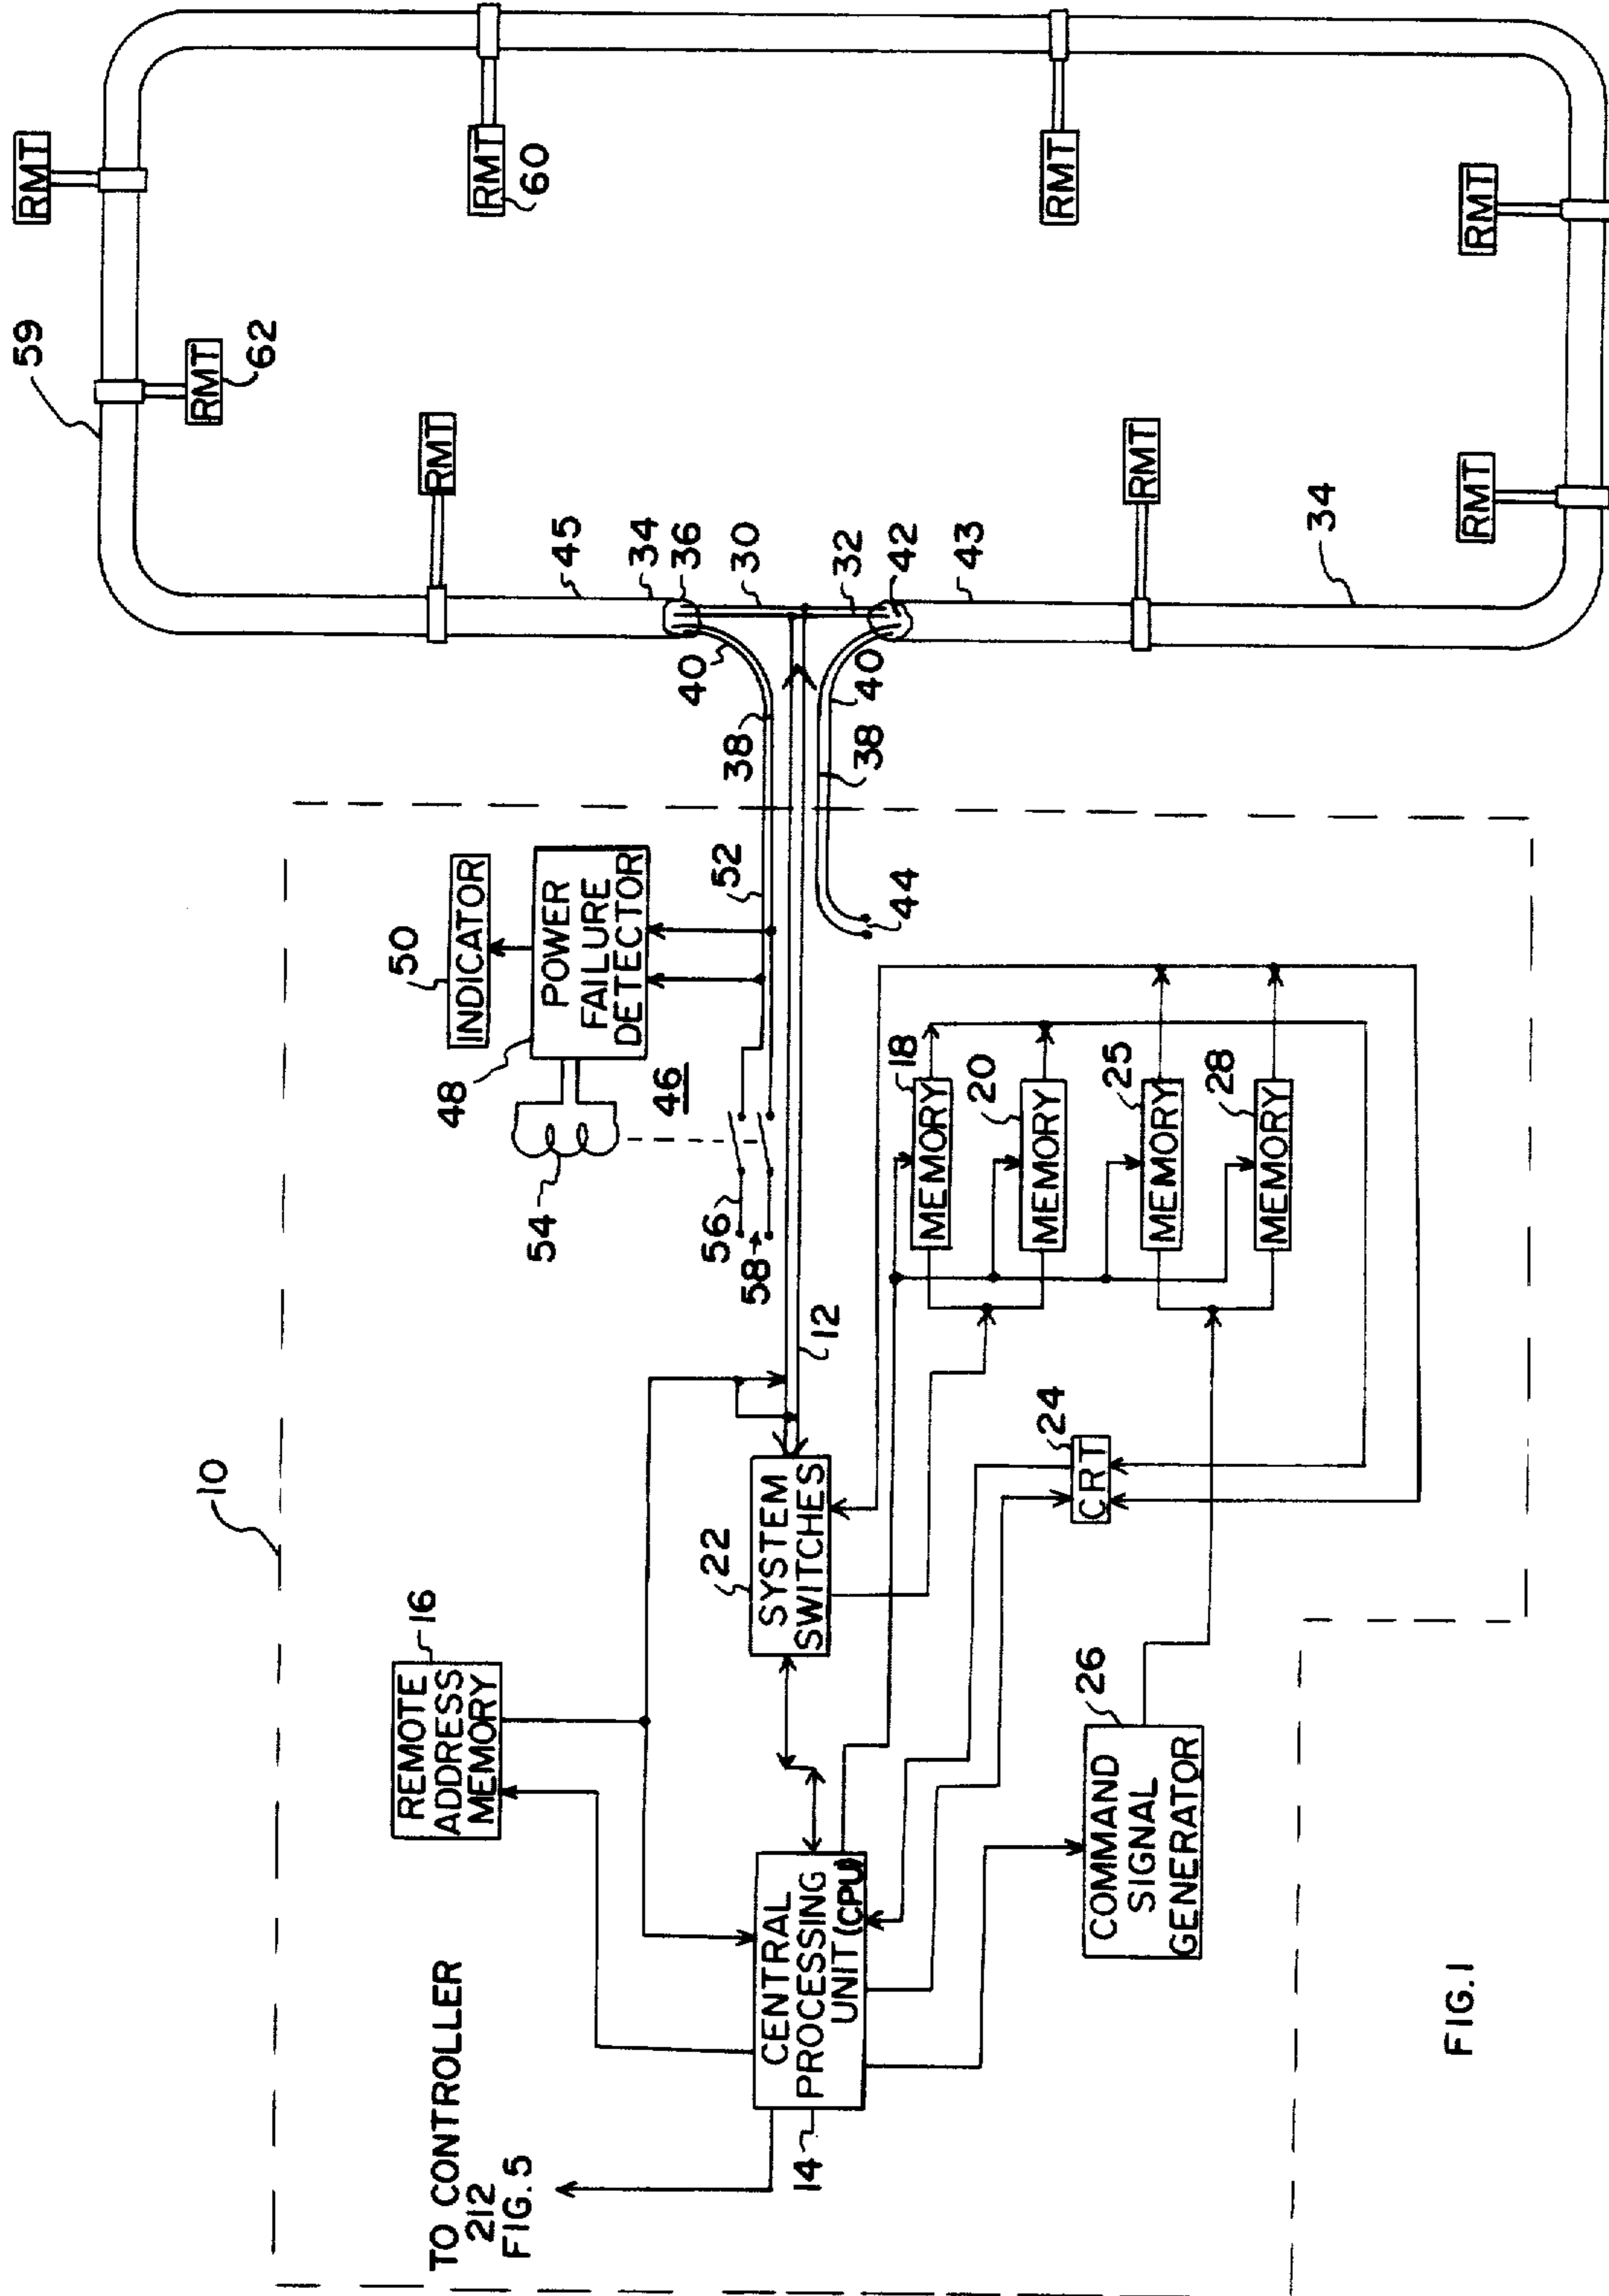 10
TO CONTROLLER
212
FIG. 5
REMOTE
ADDRESS
MEMORY
16
CENTRAL
PROCESSING
UNIT (CPU)
14
SYSTEM
SWITCHES
22
12
COMMAND
SIGNAL
GENERATOR
26
CRT
24
MEMORY
18
MEMORY
20
MEMORY
25
MEMORY
28
INDICATOR
50
POWER
FAILURE
DETECTOR
48
46
54
56
58
52
44
38
40
38
40
36
30
32
42
34
45
43
34
59
RMT
RMT
62
RMT
RMT
60
RMT
RMT
RMT
RMT
FIG. 1